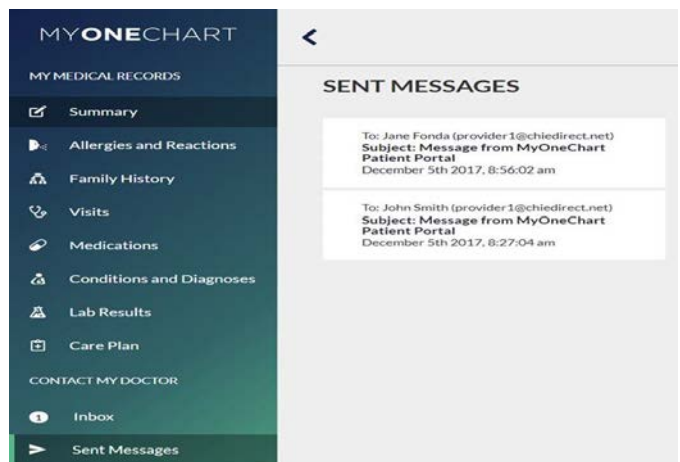 MYONECHART
MY MEDICAL RECORDS
Summary
Allergies and Reactions
Family History
Visits
Medications
Conditions and Diagnoses
Lab Results
Care Plan
CONTACT MY DOCTOR
1 Inbox
Sent Messages
SENT MESSAGES
To: Jane Fonda (provider1@chiedirect.net)
Subject: Message from MyOneChart
Patient Portal
December 5th 2017, 8:56:02 am
To: John Smith (provider1@chiedirect.net)
Subject: Message from MyOneChart
Patient Portal
December 5th 2017, 8:27:04 am